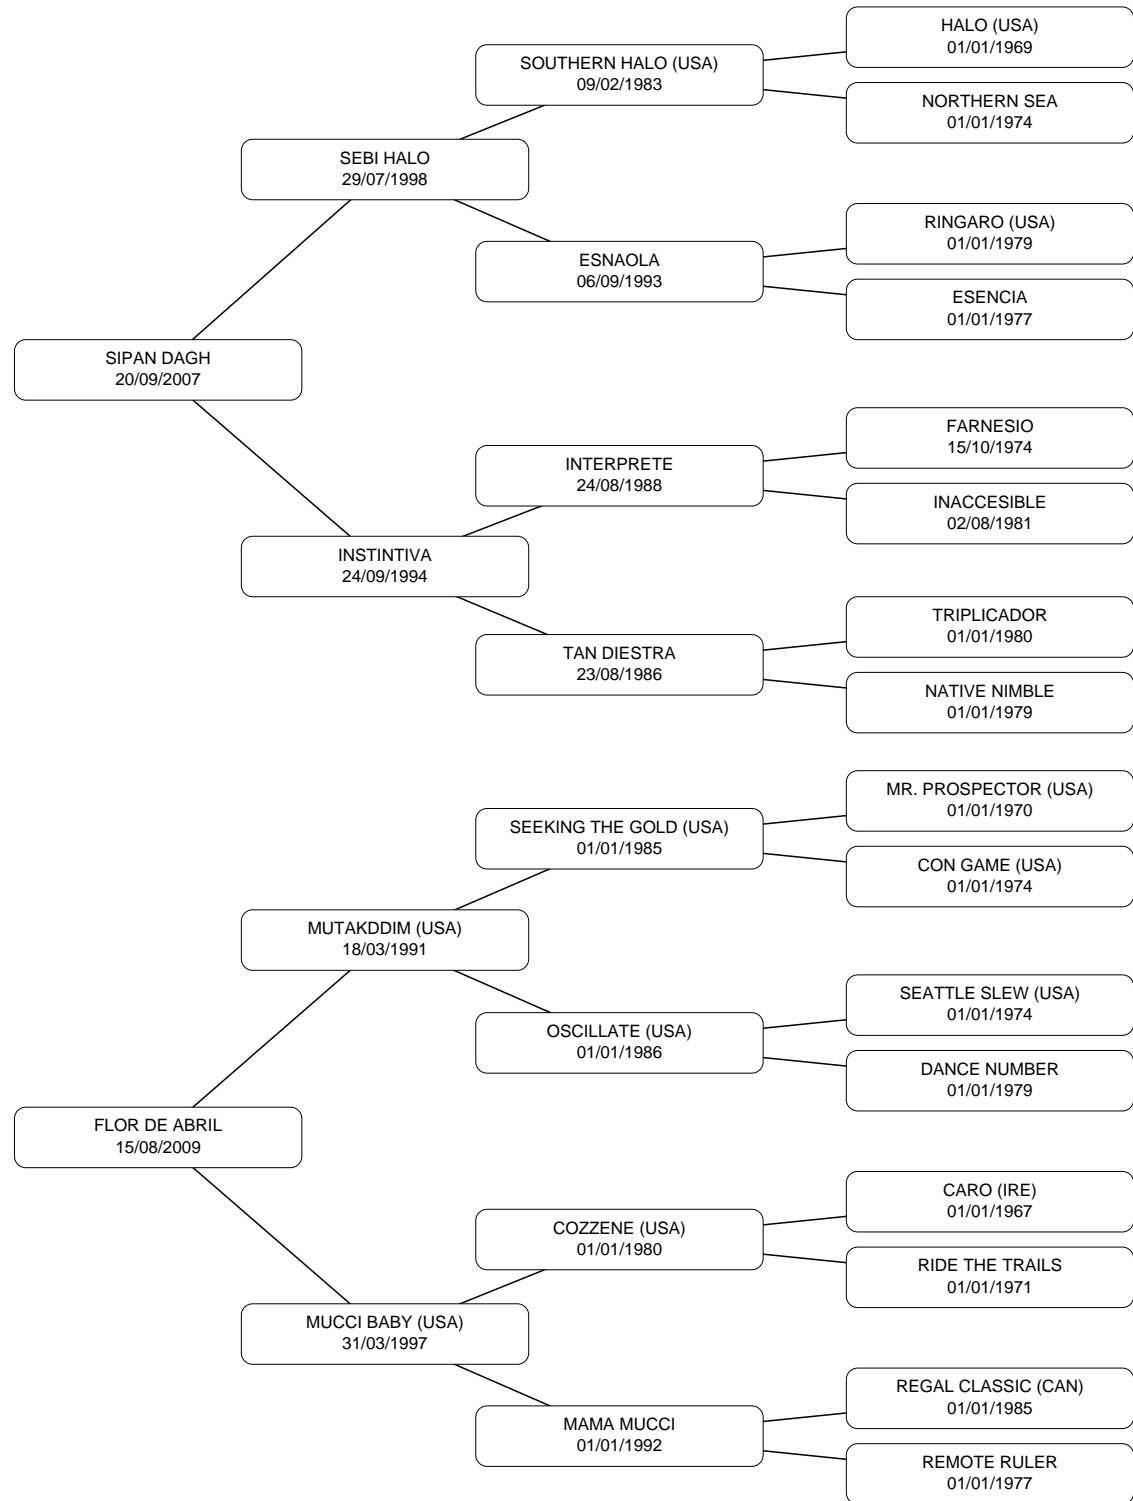 HALO (USA)
01/01/1969
SOUTHERN HALO (USA)
09/02/1983
NORTHERN SEA
01/01/1974
SEBI HALO
29/07/1998
RINGARO (USA)
01/01/1979
ESNAOLA
06/09/1993
ESENCIA
01/01/1977
SIPAN DAGH
20/09/2007
FARNESIO
15/10/1974
INTERPRETE
24/08/1988
INACCESIBLE
02/08/1981
INSTINTIVA
24/09/1994
TRIPLICADOR
01/01/1980
TAN DIESTRA
23/08/1986
NATIVE NIMBLE
01/01/1979
MR. PROSPECTOR (USA)
01/01/1970
SEEKING THE GOLD (USA)
01/01/1985
CON GAME (USA)
01/01/1974
MUTAKDDIM (USA)
18/03/1991
SEATTLE SLEW (USA)
01/01/1974
OSCILLATE (USA)
01/01/1986
DANCE NUMBER
01/01/1979
FLOR DE ABRIL
15/08/2009
CARO (IRE)
01/01/1967
COZZENE (USA)
01/01/1980
RIDE THE TRAILS
01/01/1971
MUCCI BABY (USA)
31/03/1997
REGAL CLASSIC (CAN)
01/01/1985
MAMA MUCCI
01/01/1992
REMOTE RULER
01/01/1977